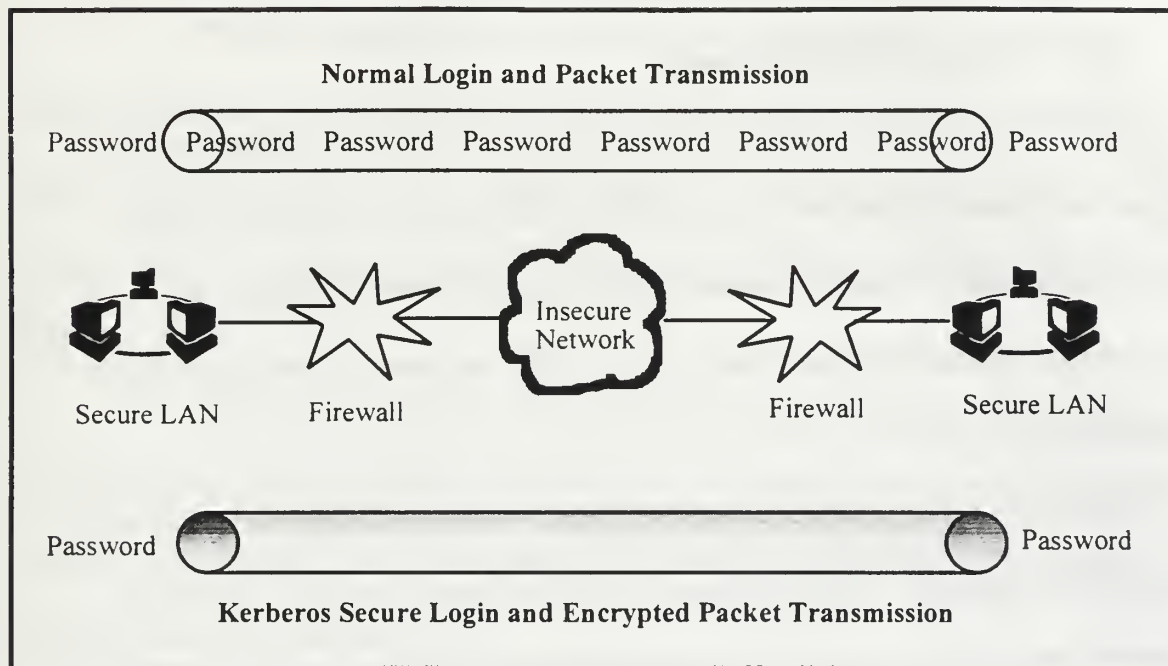 Normal Login and Packet Transmission
Password Password Password Password Password Password Password Password
Insecure
Network
Secure LAN Firewall Firewall Secure LAN
Password Password
Kerberos Secure Login and Encrypted Packet Transmission